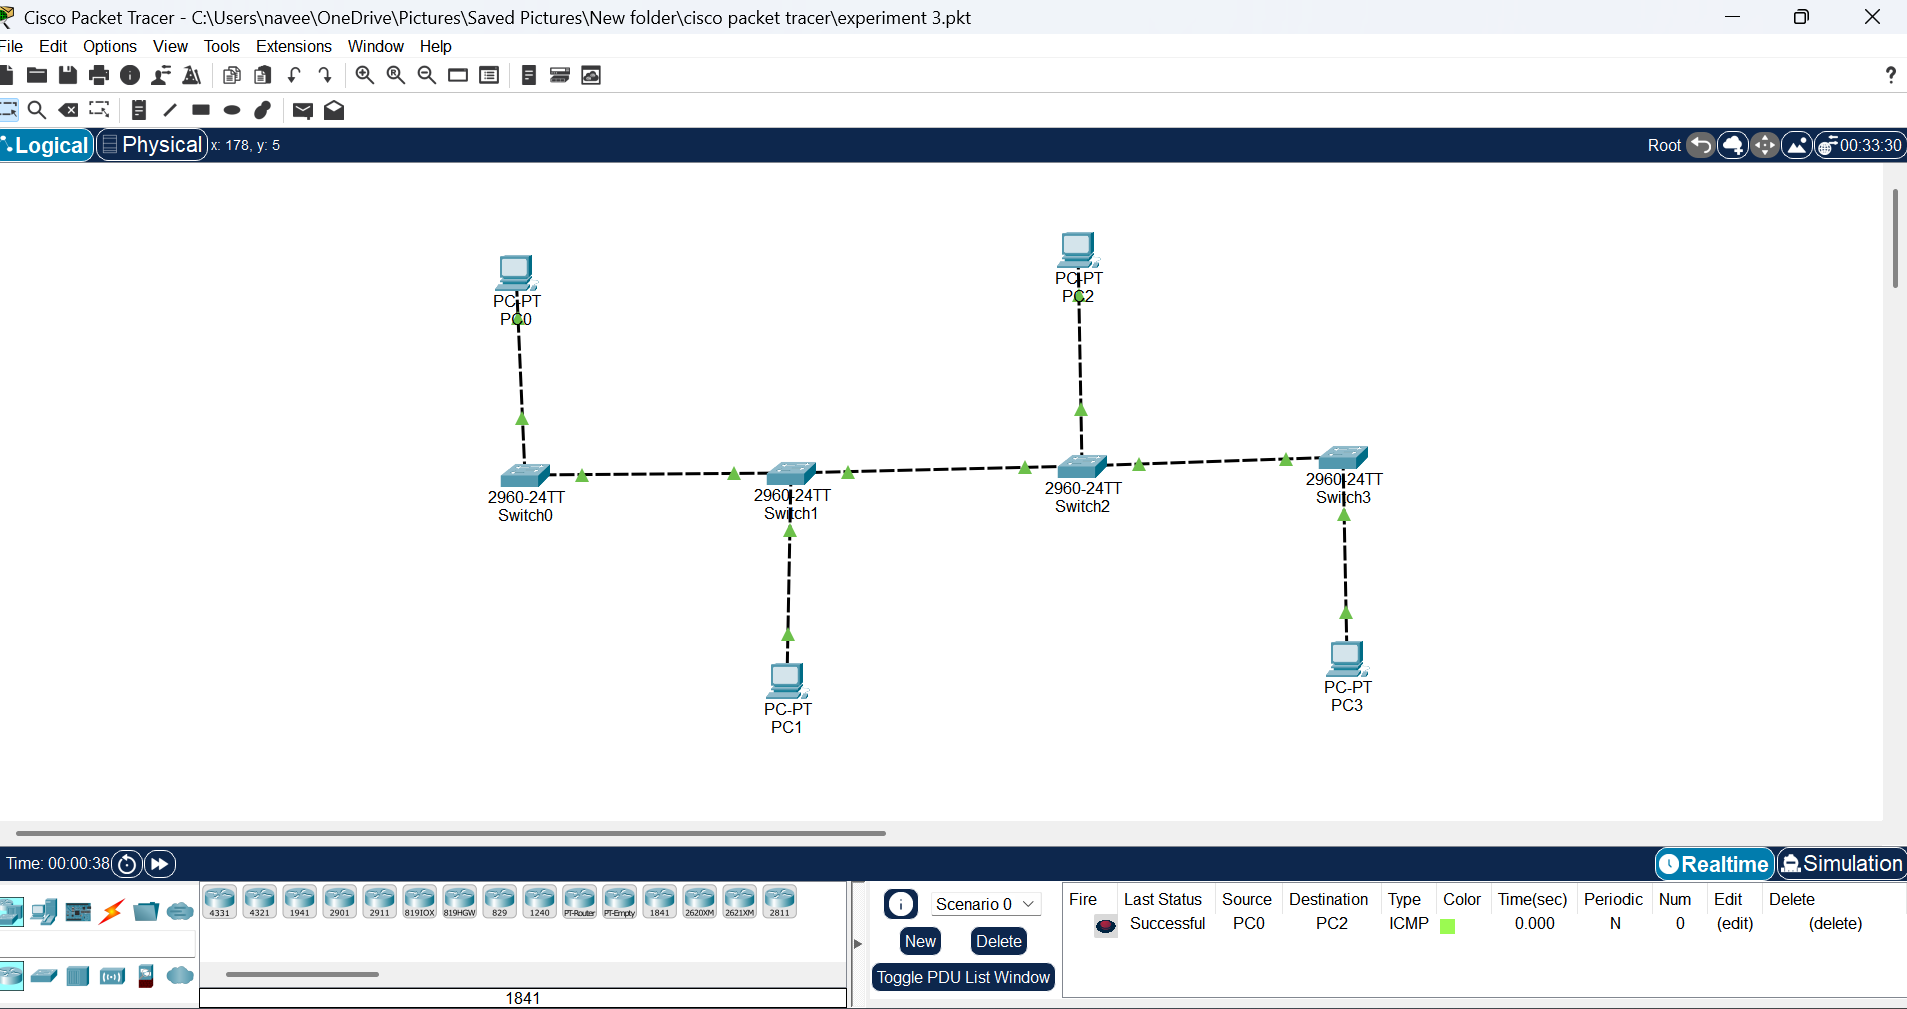 Cisco Packet Tracer - C:\Users\navee\OneDrive\Pictures\Saved Pictures\New folder\cisco packet tracer\experiment 3.pkt
File Edit Options View Tools Extensions Window Help
?
Logical Physical x: 178, y: 5 Root 00:33:30
PC-PT
PC2
PC-PT
PC0
2960-24TT
Switch0
2960-24TT
Switch1
2960-24TT
Switch2
2960-24TT
Switch3
PC-PT
PC1
PC-PT
PC3
Time: 00:00:38 Realtime Simulation
4331 4321 1941 2901 2911 819IOX 819HGW 829 1240 PT-Router PT-Empty 1841 2620XM 2621XM 2811
1841
Scenario 0
New Delete
Toggle PDU List Window
Fire Last Status Source Destination Type Color Time(sec) Periodic Num Edit Delete
Successful PC0 PC2 ICMP 0.000 N 0 (edit) (delete)